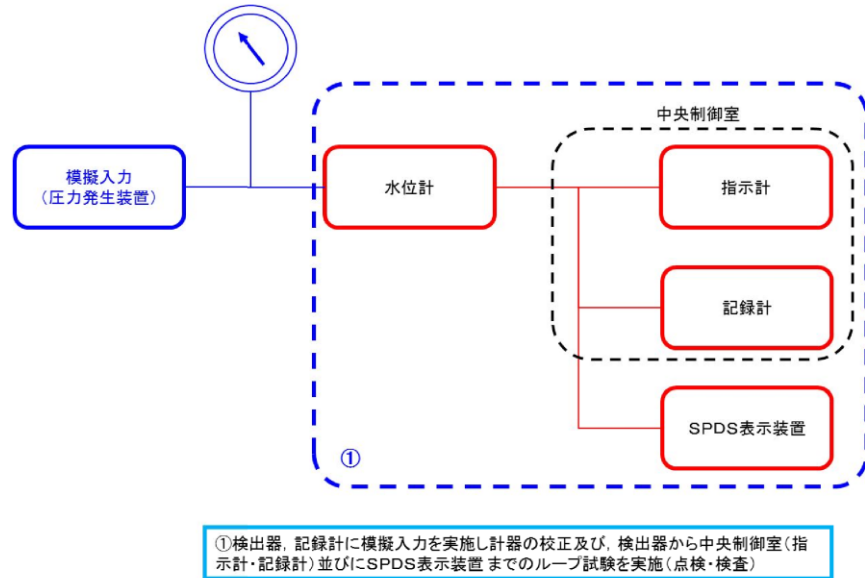 中央制御室
模擬入力
（圧力発生装置）
水位計
指示計
記録計
SPDS表示装置
①
①検出器，記録計に模擬入力を実施し計器の校正及び，検出器から中央制御室（指
示計・記録計）並びにSPDS表示装置 までのループ試験を実施（点検・検査）